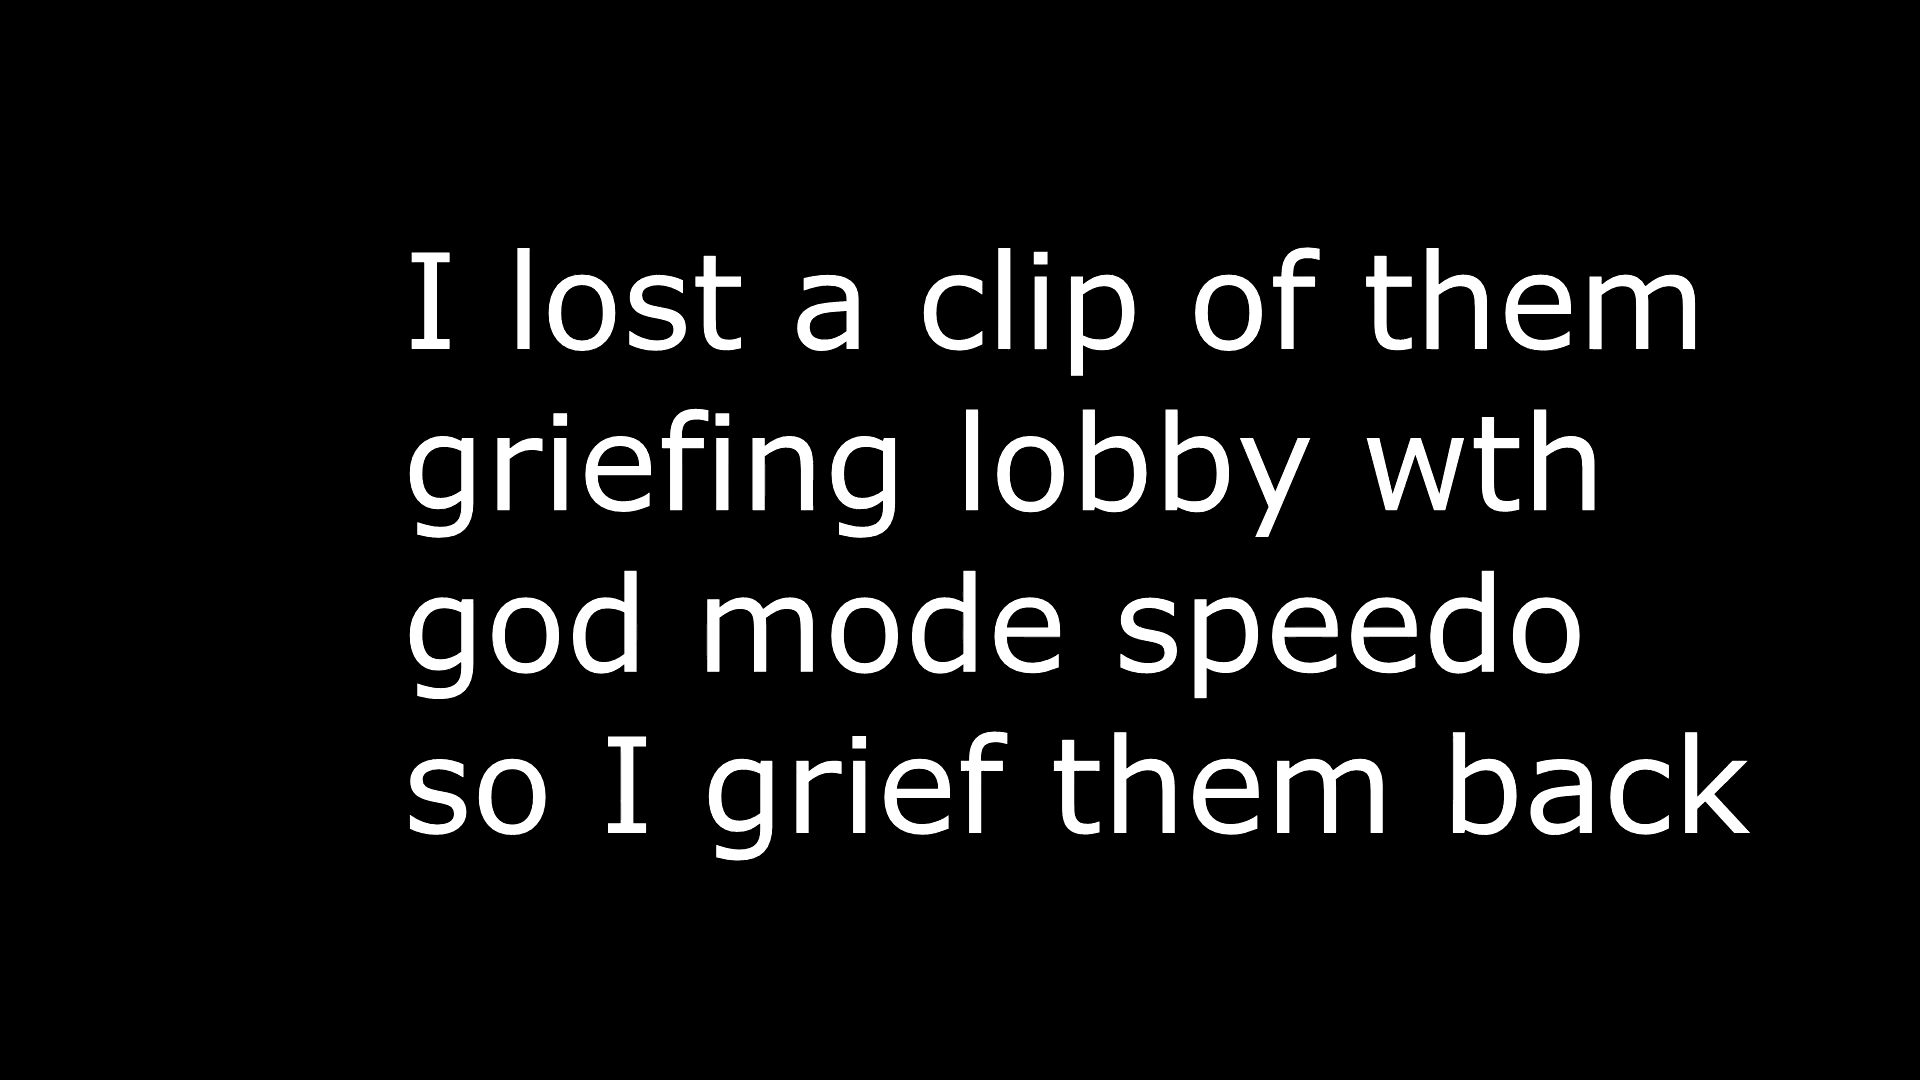 I lost a clip of them
griefing lobby wth
god mode speedo
so I grief them back